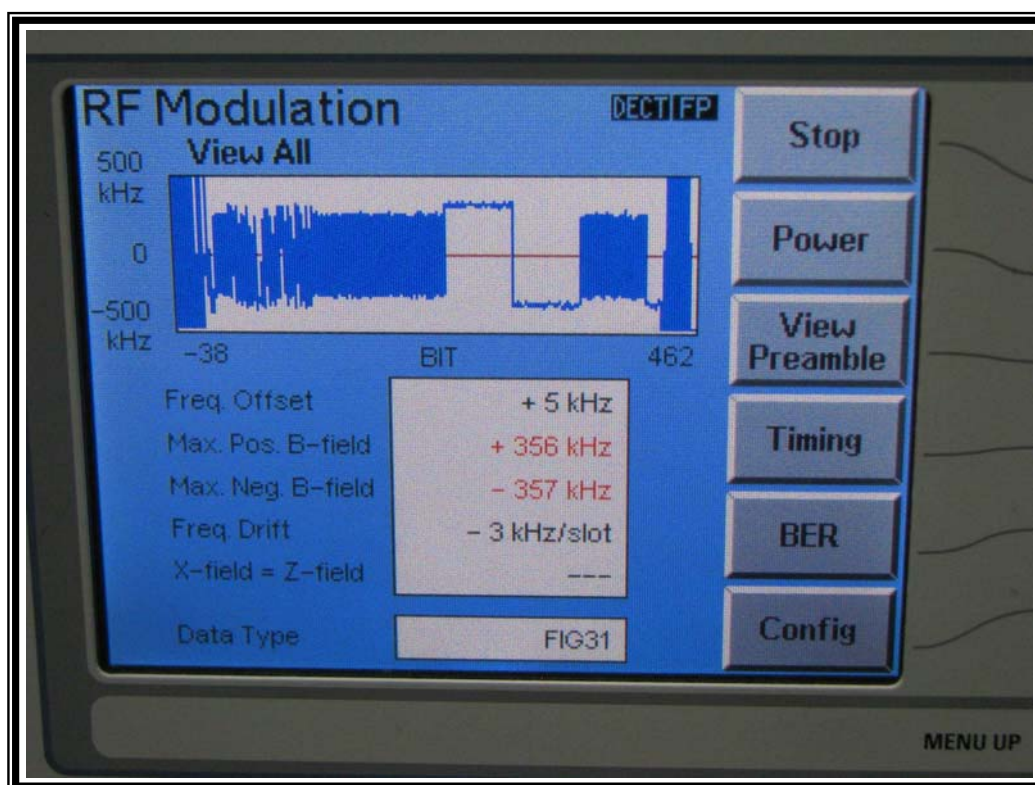 RF Modulation DECT FP
View All
500
kHz
0
-500
kHz
-38 BIT 462
Freq. Offset + 5 kHz
Max. Pos. B-field + 356 kHz
Max. Neg. B-field - 357 kHz
Freq. Drift - 3 kHz/slot
X-field = Z-field ---
Data Type FIG31
Stop
Power
View
Preamble
Timing
BER
Config
MENU UP